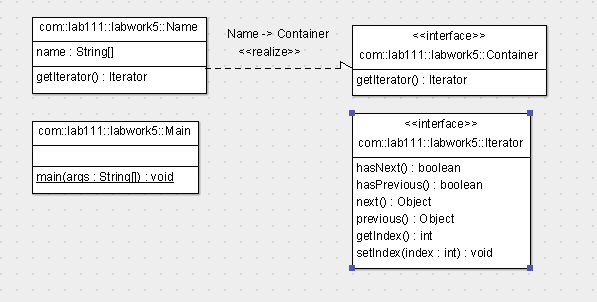 com::lab111::labwork5::Name
name : String[]
getIterator() : Iterator
Name -> Container
<<realize>>
<<interface>>
com::lab111::labwork5::Container
getIterator() : Iterator
com::lab111::labwork5::Main
main(args : String[]) : void
<<interface>>
com::lab111::labwork5::Iterator
hasNext() : boolean
hasPrevious() : boolean
next() : Object
previous() : Object
getIndex() : int
setIndex(index : int) : void